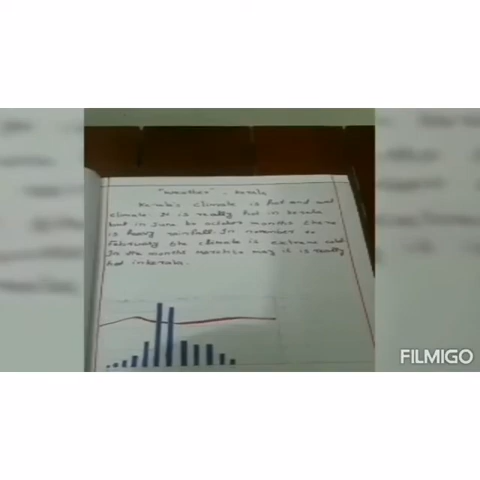 "Weather" - Kerala
Kerala's climate is hot and wet
climate. It is really hot in kerala
but in June to october months there
is heavy rainfall. In november to
february the climate is extreme cold.
In the months march to may it is really
hot in kerala.
FILMIGO